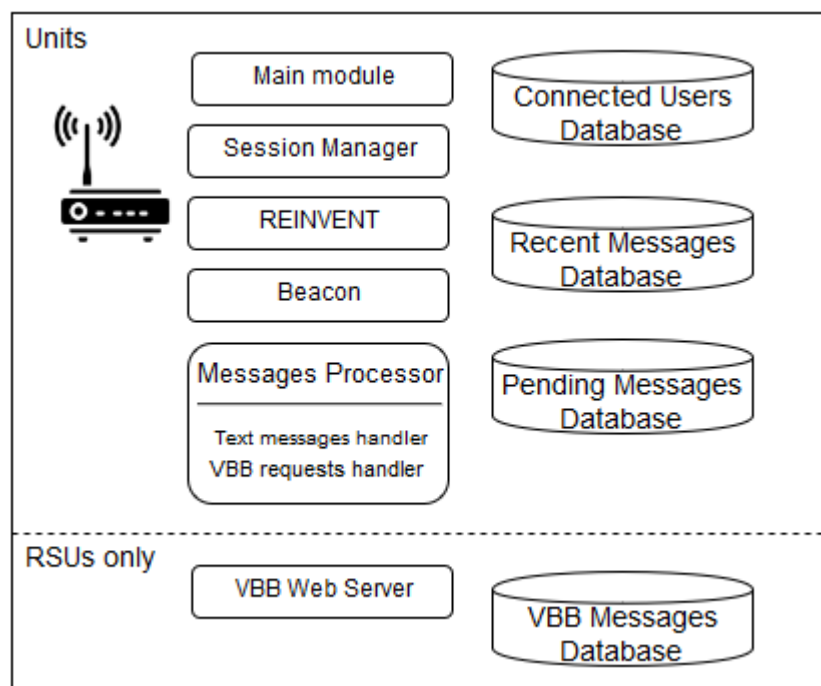 Units
Main module
Session Manager
REINVENT
Beacon
Messages Processor
Text messages handler
VBB requests handler
Connected Users
Database
Recent Messages
Database
Pending Messages
Database
RSUs only
VBB Web Server
VBB Messages
Database